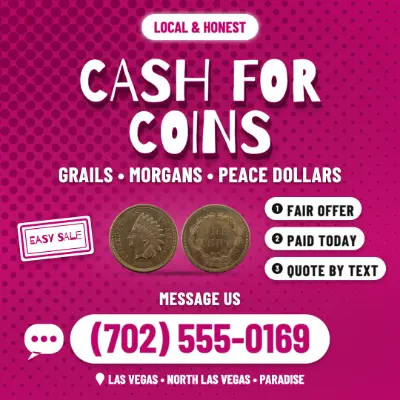 LOCAL & HONEST
CASH FOR
COINS
GRAILS • MORGANS • PEACE DOLLARS
1 FAIR OFFER
EASY SALE
2 PAID TODAY
3 QUOTE BY TEXT
MESSAGE US
(702) 555-0169
LAS VEGAS • NORTH LAS VEGAS • PARADISE